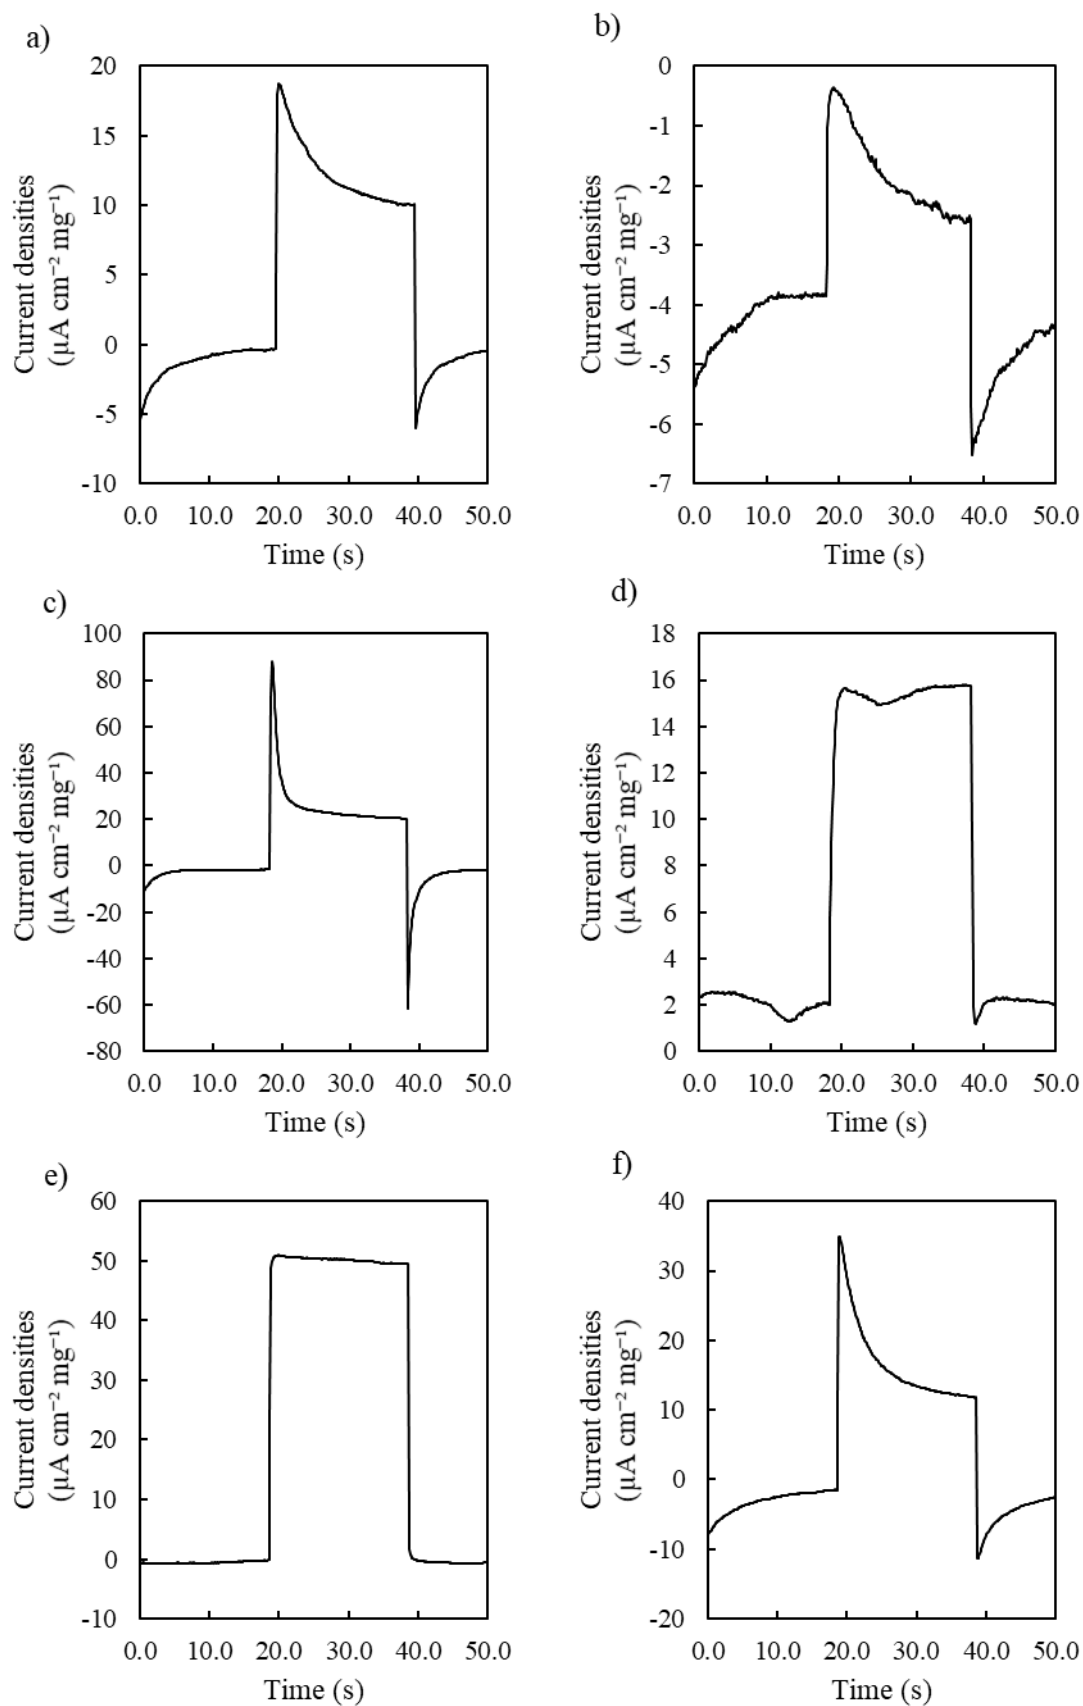 a)
20
15
10
5
0
-5
-10
0.0 10.0 20.0 30.0 40.0 50.0
Time (s)
Current densities
(μA cm⁻² mg⁻¹)
b)
0
-1
-2
-3
-4
-5
-6
-7
0.0 10.0 20.0 30.0 40.0 50.0
Time (s)
Current densities
(μA cm⁻² mg⁻¹)
c)
100
80
60
40
20
0
-20
-40
-60
-80
0.0 10.0 20.0 30.0 40.0 50.0
Time (s)
Current densities
(μA cm⁻² mg⁻¹)
d)
18
16
14
12
10
8
6
4
2
0
0.0 10.0 20.0 30.0 40.0 50.0
Time (s)
Current densities
(μA cm⁻² mg⁻¹)
e)
60
50
40
30
20
10
0
-10
0.0 10.0 20.0 30.0 40.0 50.0
Time (s)
Current densities
(μA cm⁻² mg⁻¹)
f)
40
30
20
10
0
-10
-20
0.0 10.0 20.0 30.0 40.0 50.0
Time (s)
Current densities
(μA cm⁻² mg⁻¹)